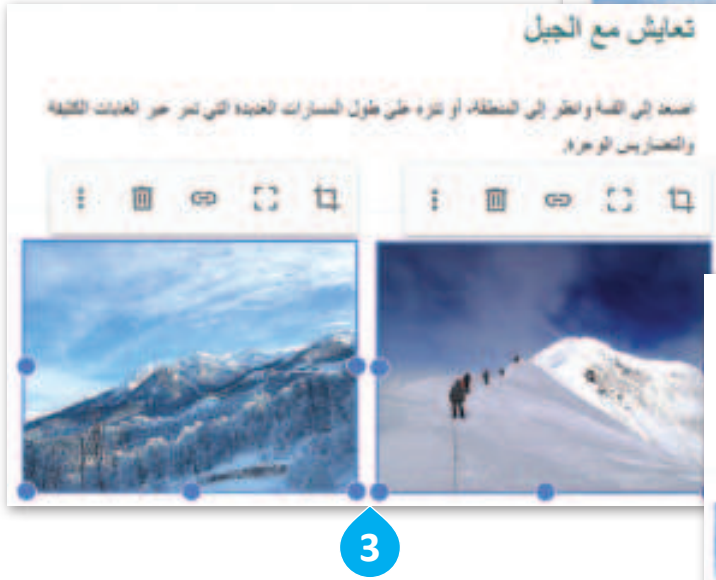 تعايش مع الجبل
اصعد إلى القمة وانظر إلى المنطقة، أو تنزه على طول المسارات العديدة التي تمر عبر الغابات الكثيفة
والتضاريس الوعرة.
3